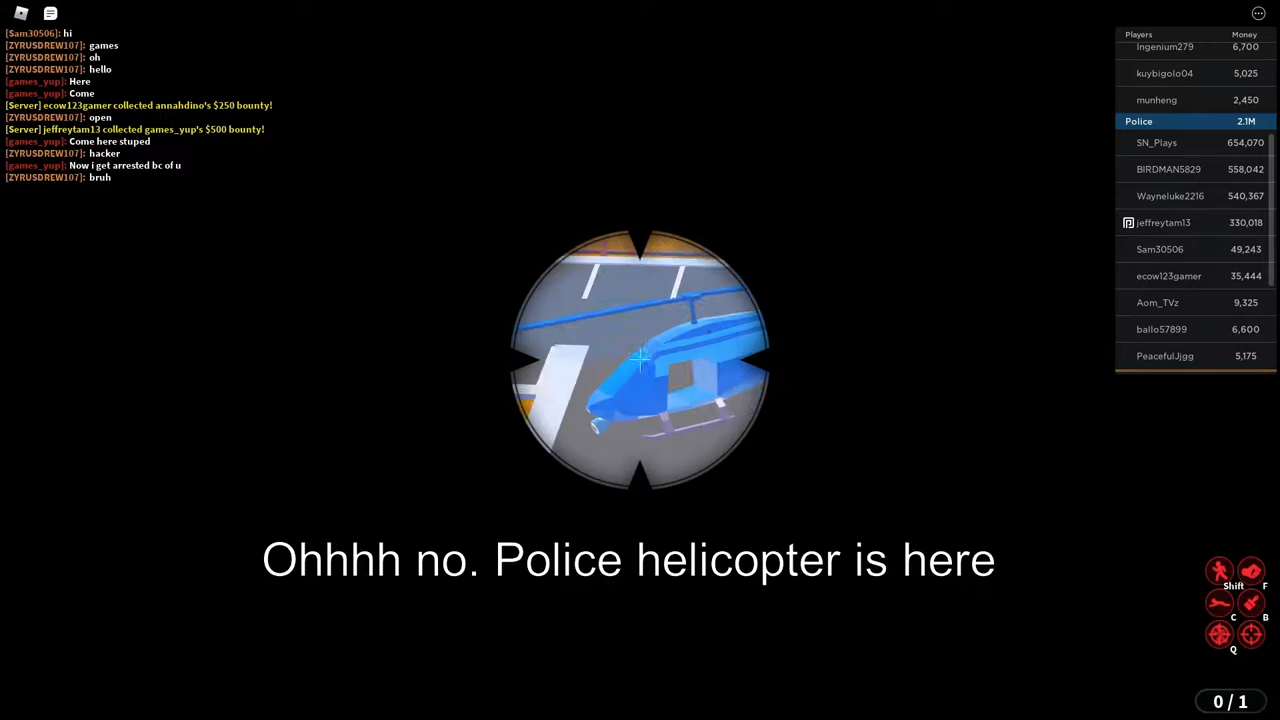 [Sam30506]: hi
[ZYRUSDREW107]: games
[ZYRUSDREW107]: oh
[ZYRUSDREW107]: hello
[games_yup]: Here
[games_yup]: Come
[Server] ecow123gamer collected annahdino's $250 bounty!
[ZYRUSDREW107]: open
[Server] jeffreytam13 collected games_yup's $500 bounty!
[games_yup]: Come here stuped
[ZYRUSDREW107]: hacker
[games_yup]: Now i get arrested bc of u
[ZYRUSDREW107]: bruh
Players Money
Ingenium279 6,700
kuybigolo04 5,025
munheng 2,450
Police 2.1M
SN_Plays 654,070
BIRDMAN5829 558,042
Wayneluke2216 540,367
jeffreytam13 330,018
Sam30506 49,243
ecow123gamer 35,444
Aom_TVz 9,325
ballo57899 6,600
PeacefulJjgg 5,175
Ohhhh no. Police helicopter is here
Shift F
C B
Q
0 / 1